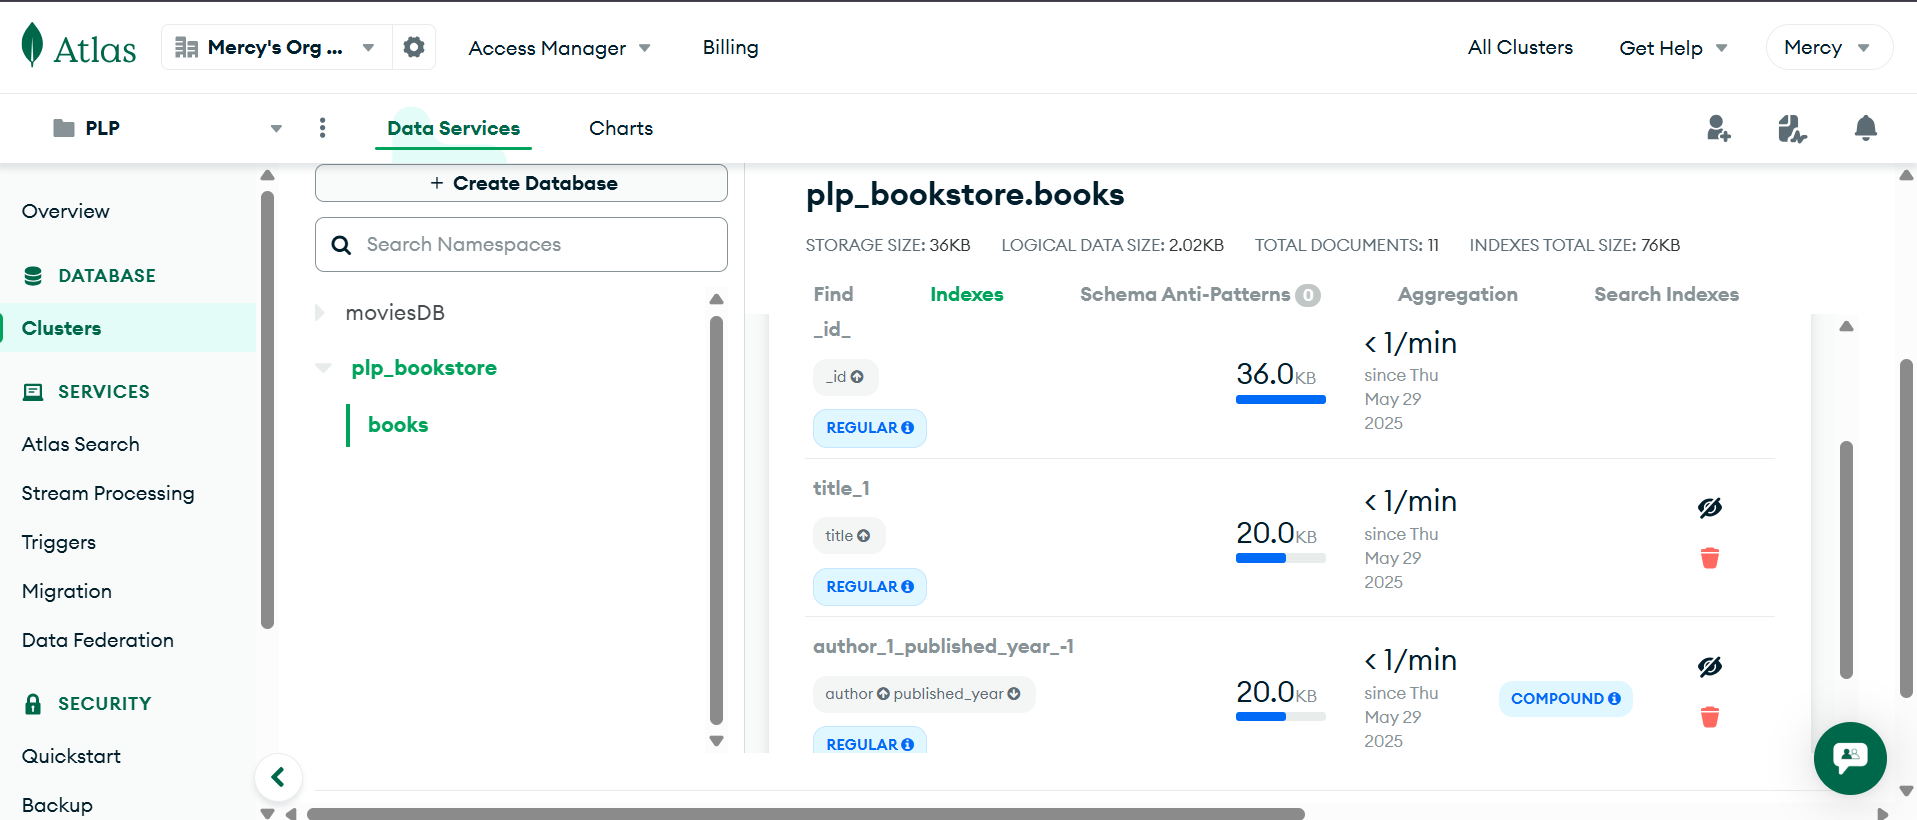 Atlas
Mercy's Org ...
Access Manager
Billing
All Clusters
Get Help
Mercy
PLP
Data Services
Charts
Overview
DATABASE
Clusters
SERVICES
Atlas Search
Stream Processing
Triggers
Migration
Data Federation
SECURITY
Quickstart
Backup
+ Create Database
Search Namespaces
moviesDB
plp_bookstore
books
plp_bookstore.books
STORAGE SIZE: 36KB LOGICAL DATA SIZE: 2.02KB TOTAL DOCUMENTS: 11 INDEXES TOTAL SIZE: 76KB
Find Indexes Schema Anti-Patterns 0 Aggregation Search Indexes
_id_
_id
REGULAR
36.0KB
< 1/min
since Thu
May 29
2025
title_1
title
REGULAR
20.0KB
< 1/min
since Thu
May 29
2025
author_1_published_year_-1
author published_year
REGULAR
20.0KB
< 1/min
since Thu
May 29
2025
COMPOUND